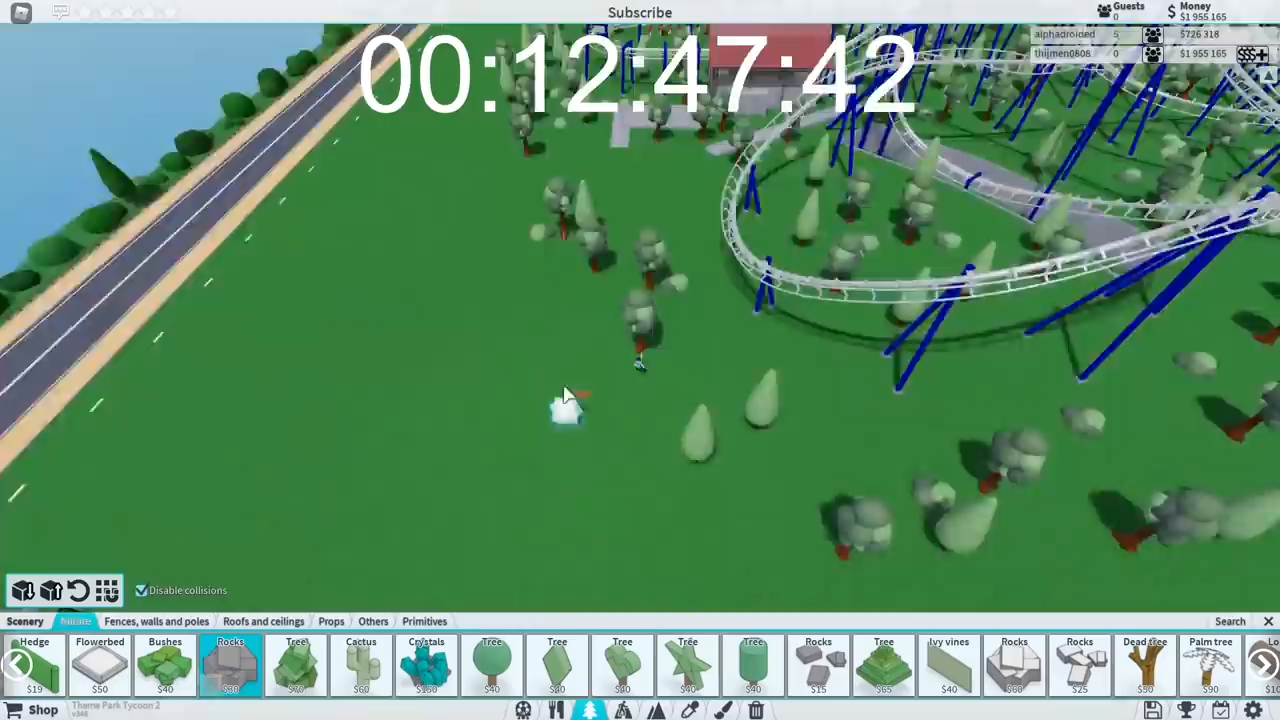 Subscribe
Guests
0
Money
$1 955 165
alphadroided 5 $726 318
thijmen0808 0 $1 955 165
00:12:47:42
Disable collisions
Scenery Nature Fences, walls and poles Roofs and ceilings Props Others Primitives Search
Hedge Flowerbed Bushes Rocks Tree Cactus Crystals Tree Tree Tree Tree Tree Rocks Tree Ivy vines Rocks Rocks Dead tree Palm tree
$19 $50 $40 $30 $70 $60 $150 $40 $40 $40 $40 $40 $15 $65 $40 $60 $25 $50 $90
Shop
Theme Park Tycoon 2
v346